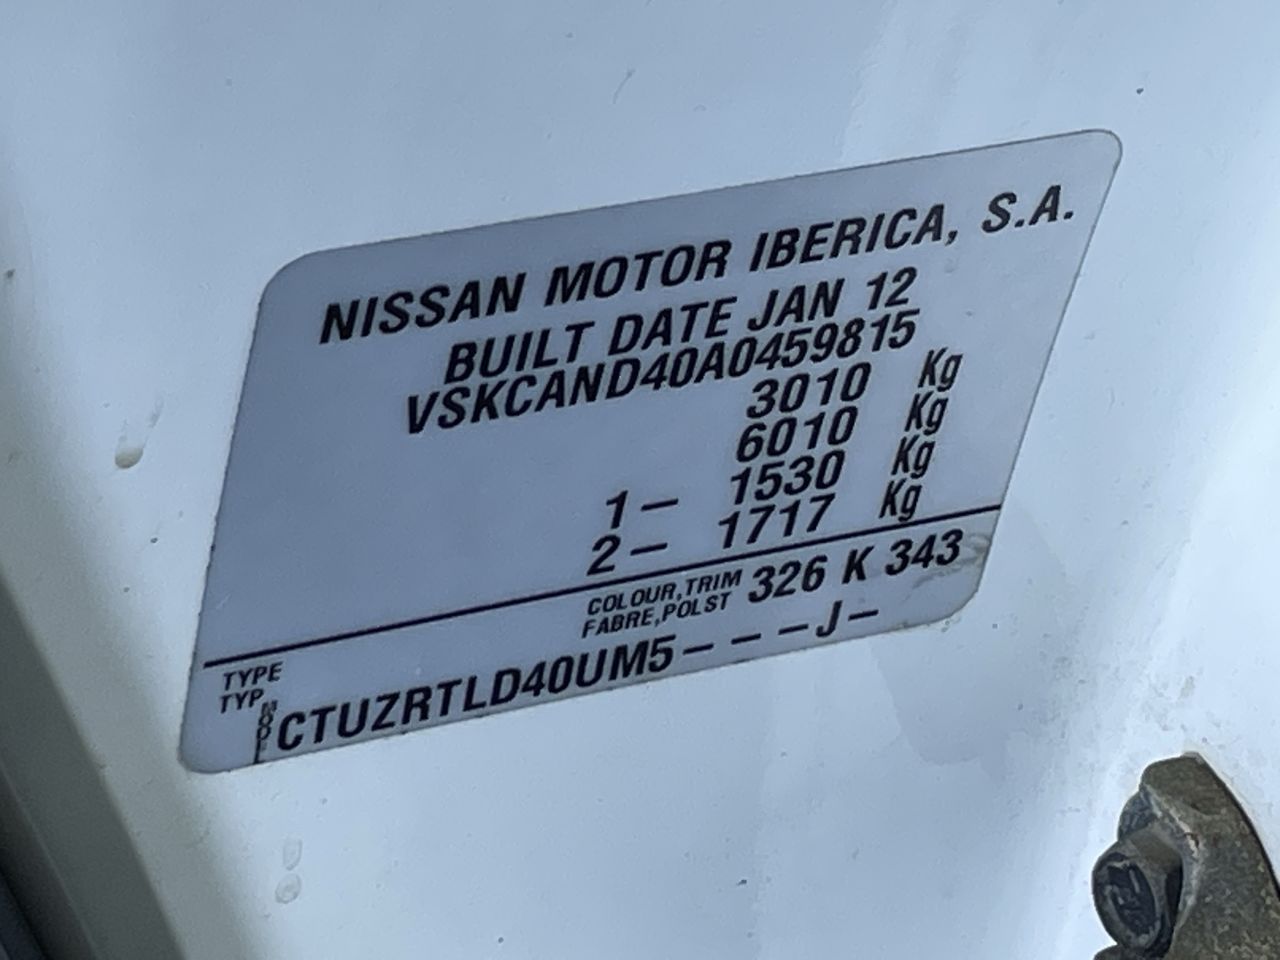 NISSAN MOTOR IBERICA, S.A.
BUILT DATE JAN 12
VSKCAND40A0459815
3010 Kg
6010 Kg
1– 1530 Kg
2– 1717 Kg
COLOUR,TRIM
FABRE,POLST 326 K 343
TYPE
TYP
MODEL CTUZRTLD40UM5– – –J–